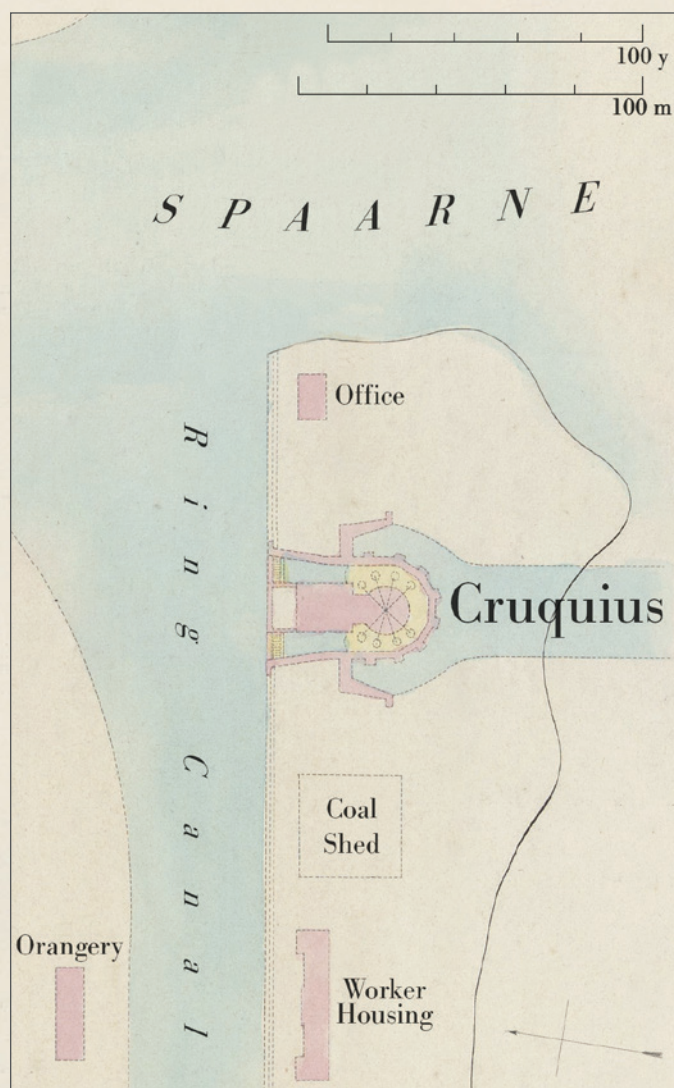 100 y
100 m
SPAARNE
Office
Ring Canal
Cruquius
Coal
Shed
Orangery
Worker
Housing